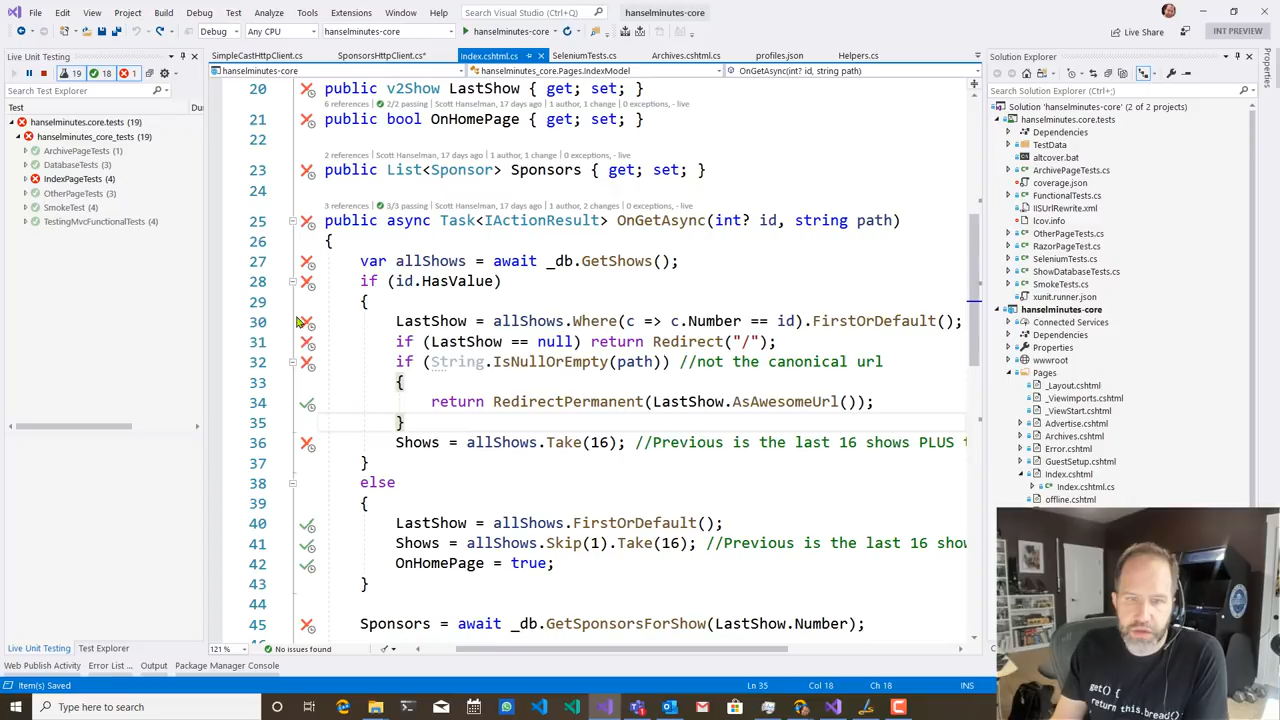 File Edit View Project Build Debug Test Analyze Tools Extensions Window Help Search Visual Studio (Ctrl+;) hanselminutes-core
Debug Any CPU hanselminutes-core hanselminutes-core Live Share INT PREVIEW
Live Unit Testing
19 18 1
Search Test Explorer
Test Du
hanselminutes.core.tests (19)
hanselminutes_core_tests (19)
ArchivePageTests (1)
DatabaseTests (3)
IndexPageTests (4)
OtherPageTests (3)
SmokeTest (4)
TestingMvcFunctionalTests (4)
SimpleCastHttpClient.cs SponsorsHttpClient.cs* Index.cshtml.cs SeleniumTests.cs Archives.cshtml.cs profiles.json Helpers.cs
hanselminutes-core hanselminutes_core.Pages.IndexModel OnGetAsync(int? id, string path)
20 public v2Show LastShow { get; set; }
6 references | 2/2 passing | Scott Hanselman, 17 days ago | 1 author, 1 change | 0 exceptions, - live
21 public bool OnHomePage { get; set; }
22
2 references | Scott Hanselman, 17 days ago | 1 author, 1 change | 0 exceptions, - live
23 public List<Sponsor> Sponsors { get; set; }
24
3 references | 3/3 passing | Scott Hanselman, 17 days ago | 1 author, 2 changes | 0 exceptions, - live
25 public async Task<IActionResult> OnGetAsync(int? id, string path)
26 {
27 var allShows = await _db.GetShows();
28 if (id.HasValue)
29 {
30 LastShow = allShows.Where(c => c.Number == id).FirstOrDefault();
31 if (LastShow == null) return Redirect("/");
32 if (String.IsNullOrEmpty(path)) //not the canonical url
33 {
34 return RedirectPermanent(LastShow.AsAwesomeUrl());
35 }
36 Shows = allShows.Take(16); //Previous is the last 16 shows PLUS
37 }
38 else
39 {
40 LastShow = allShows.FirstOrDefault();
41 Shows = allShows.Skip(1).Take(16); //Previous is the last 16 sho
42 OnHomePage = true;
43 }
44
45 Sponsors = await _db.GetSponsorsForShow(LastShow.Number);
121 % No issues found
Solution Explorer
Search Solution Explorer (Ctrl+;)
Solution 'hanselminutes-core' (2 of 2 projects)
hanselminutes.core.tests
Dependencies
TestData
altcover.bat
ArchivePageTests.cs
coverage.json
FunctionalTests.cs
IISUrlRewrite.xml
lcov.info
OtherPageTests.cs
RazorPageTest.cs
SeleniumTests.cs
ShowDatabaseTests.cs
SmokeTests.cs
xunit.runner.json
hanselminutes-core
Connected Services
Dependencies
Properties
wwwroot
Pages
_Layout.cshtml
_ViewImports.cshtml
_ViewStart.cshtml
Advertise.cshtml
Archives.cshtml
Error.cshtml
GuestSetup.cshtml
Index.cshtml
Index.cshtml.cs
offline.cshtml
Live Unit Testing Test Explorer
Web Publish Activity Error List ... Output Package Manager Console
Item(s) Saved Ln 35 Col 18 Ch 18 INS
Type here to search
get() {
return this.bread();